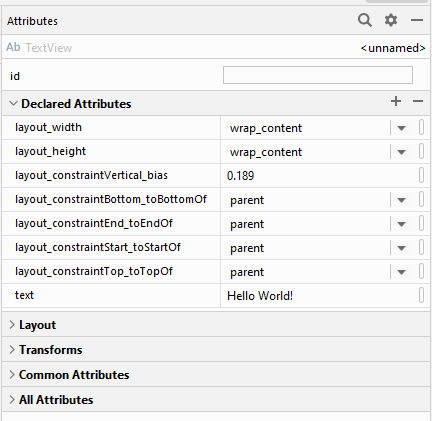 Attributes
Ab TextView <unnamed>
id
Declared Attributes
layout_width wrap_content
layout_height wrap_content
layout_constraintVertical_bias 0.189
layout_constraintBottom_toBottomOf parent
layout_constraintEnd_toEndOf parent
layout_constraintStart_toStartOf parent
layout_constraintTop_toTopOf parent
text Hello World!
Layout
Transforms
Common Attributes
All Attributes